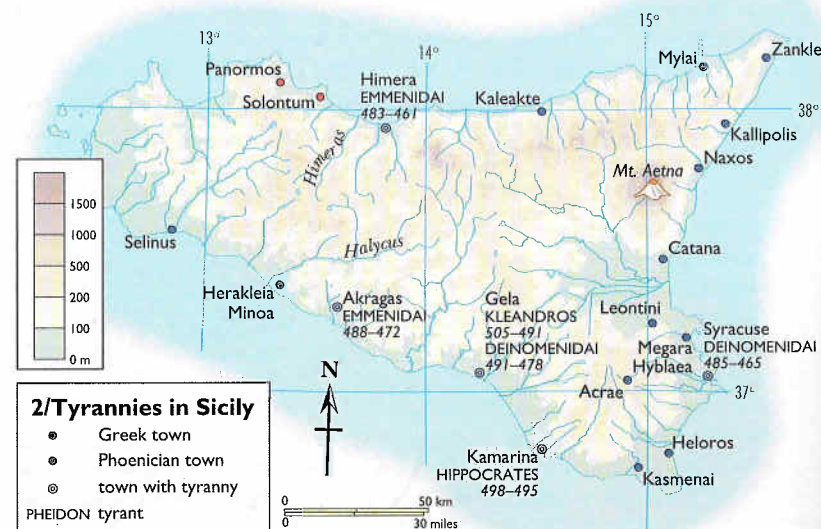 15°
13°
14°
Zankle
Mylai
Panormos
Himera
EMMENIDAI
483–461
Solontum
Kaleakte
38°
Kallipolis
Himeras
Naxos
Mt. Aetna
1500
1000
500
200
100
0 m
Selinus
Halycus
Catana
Herakleia
Minoa
Akragas
EMMENIDAI
488–472
Gela
KLEANDROS
505–491
DEINOMENIDAI
491–478
Leontini
Syracuse
DEINOMENIDAI
485–465
Megara
Hyblaea
Acrae
37°
N
2/Tyrannies in Sicily
Greek town
Phoenician town
town with tyranny
PHEIDON tyrant
Kamarina
HIPPOCRATES
498–495
Heloros
Kasmenai
0 50 km
0 30 miles